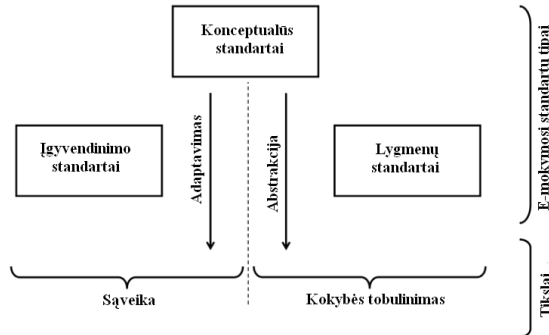 Konceptualūs
standartai
Įgyvendinimo
standartai
Adaptavimas
Abstrakcija
Lygmenų
standartai
E-mokymosi standartų tipai
Sąveika
Kokybės tobulinimas
Tikslai